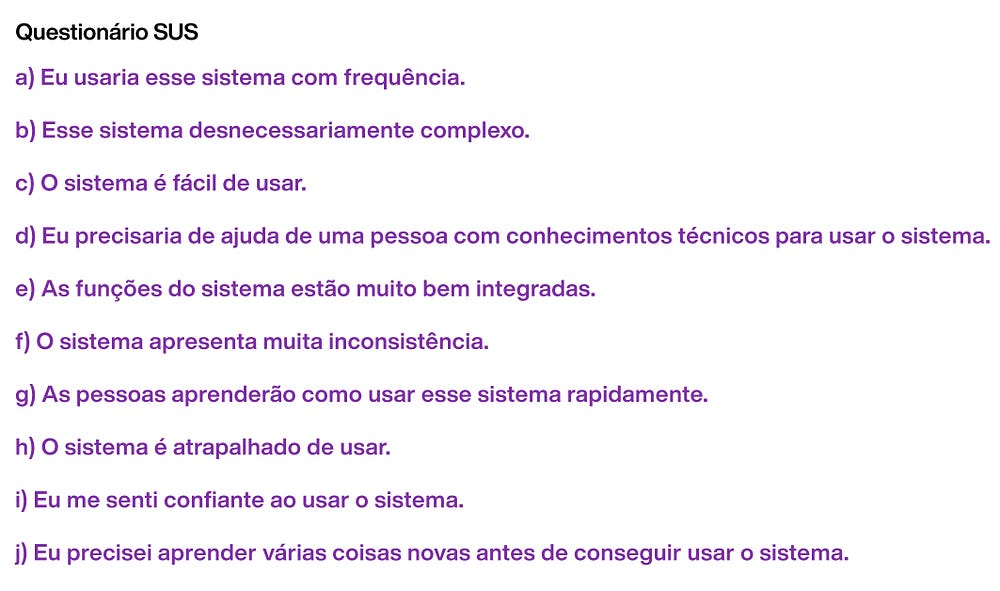 Questionário SUS
a) Eu usaria esse sistema com frequência.
b) Esse sistema desnecessariamente complexo.
c) O sistema é fácil de usar.
d) Eu precisaria de ajuda de uma pessoa com conhecimentos técnicos para usar o sistema.
e) As funções do sistema estão muito bem integradas.
f) O sistema apresenta muita inconsistência.
g) As pessoas aprenderão como usar esse sistema rapidamente.
h) O sistema é atrapalhado de usar.
i) Eu me senti confiante ao usar o sistema.
j) Eu precisei aprender várias coisas novas antes de conseguir usar o sistema.